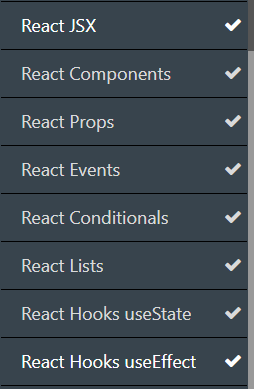 React JSX
React Components
React Props
React Events
React Conditionals
React Lists
React Hooks useState
React Hooks useEffect